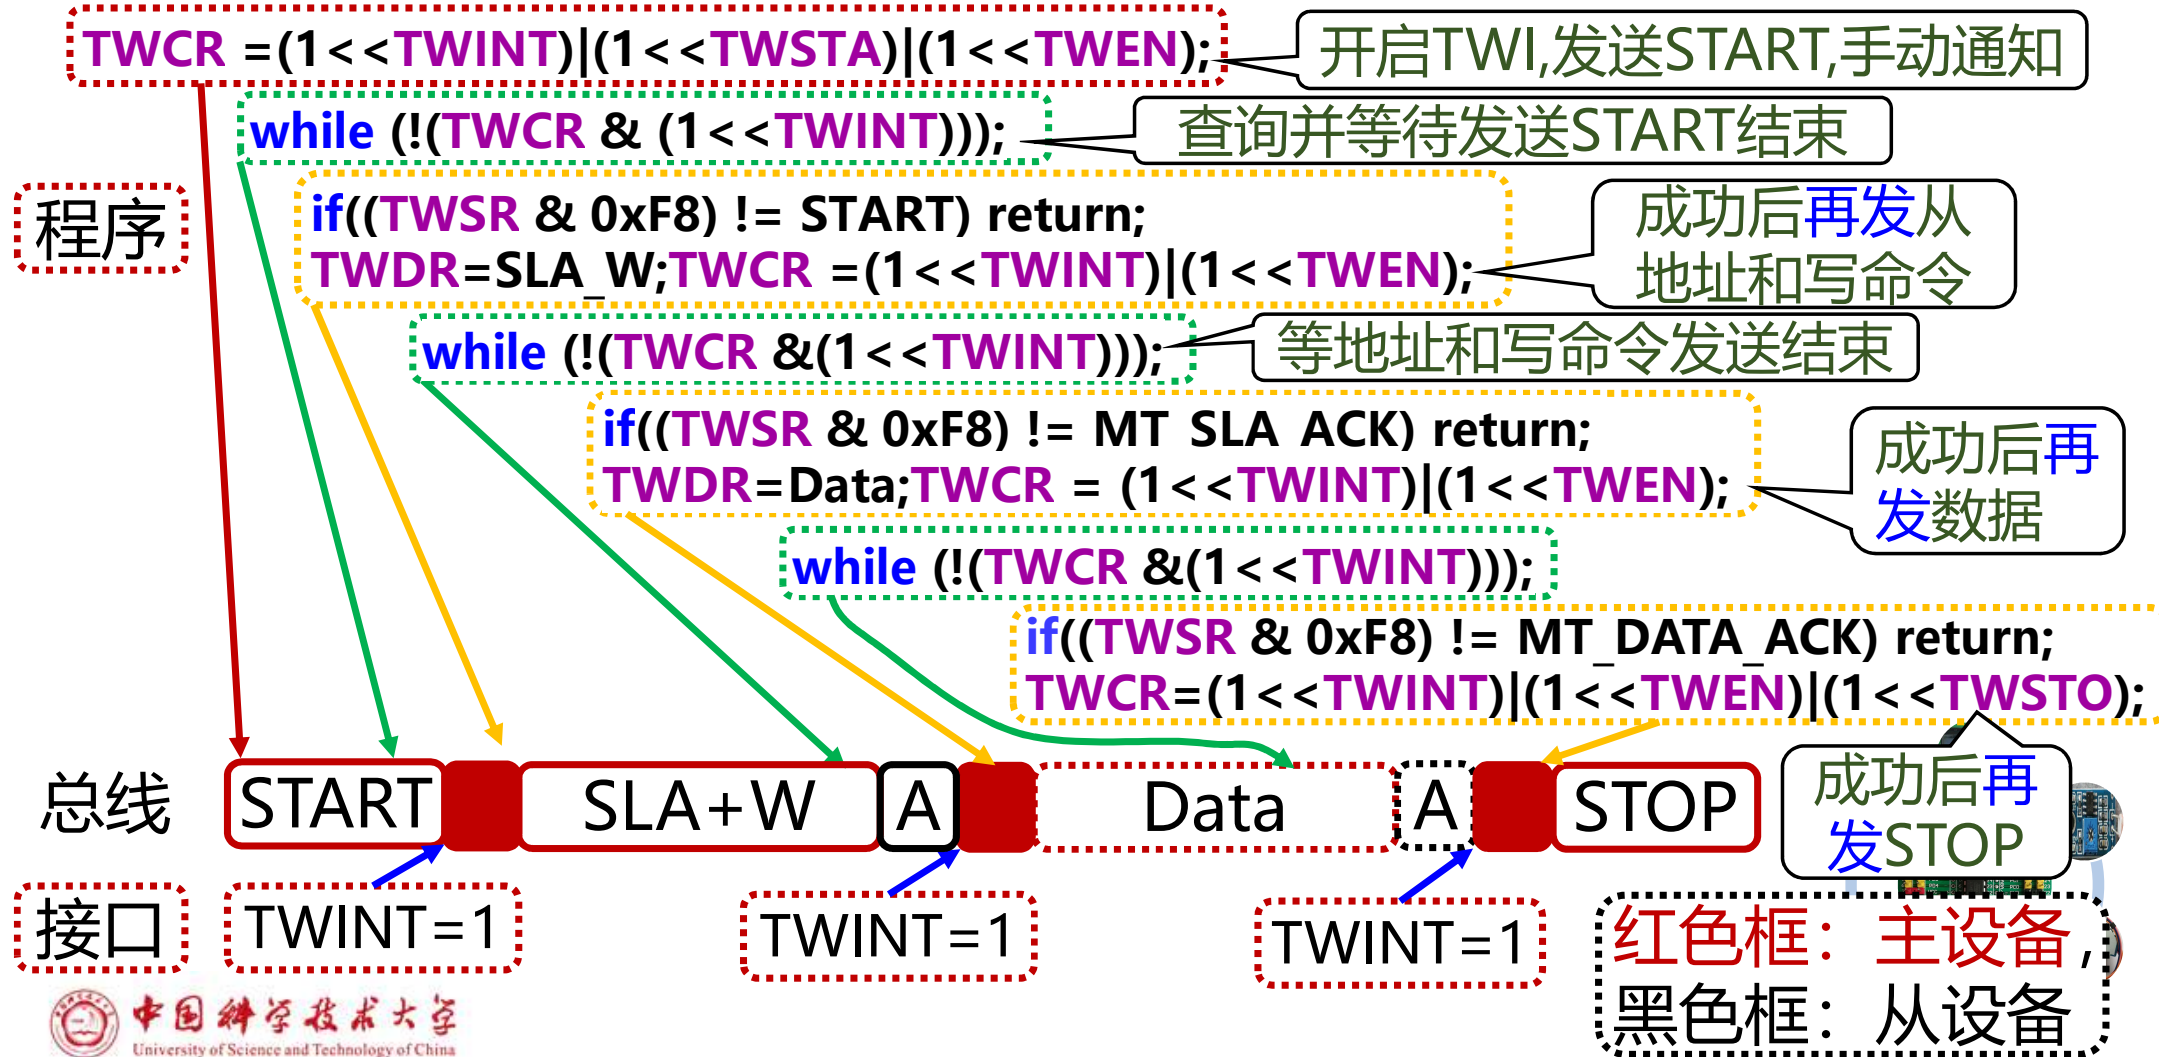 TWCR =(1<<TWINT)|(1<<TWSTA)|(1<<TWEN);
开启TWI,发送START,手动通知
while (!(TWCR & (1<<TWINT)));
查询并等待发送START结束
程序
if((TWSR & 0xF8) != START) return;
TWDR=SLA_W;TWCR =(1<<TWINT)|(1<<TWEN);
成功后再发从
地址和写命令
while (!(TWCR &(1<<TWINT)));
等地址和写命令发送结束
if((TWSR & 0xF8) != MT SLA ACK) return;
TWDR=Data;TWCR = (1<<TWINT)|(1<<TWEN);
成功后再
发数据
while (!(TWCR &(1<<TWINT)));
if((TWSR & 0xF8) != MT_DATA_ACK) return;
TWCR=(1<<TWINT)|(1<<TWEN)|(1<<TWSTO);
成功后再
发STOP
总线
START
SLA+W
A
Data
A
STOP
接口
TWINT=1
TWINT=1
TWINT=1
红色框：主设备,
黑色框：从设备
中国科学技术大学
University of Science and Technology of China